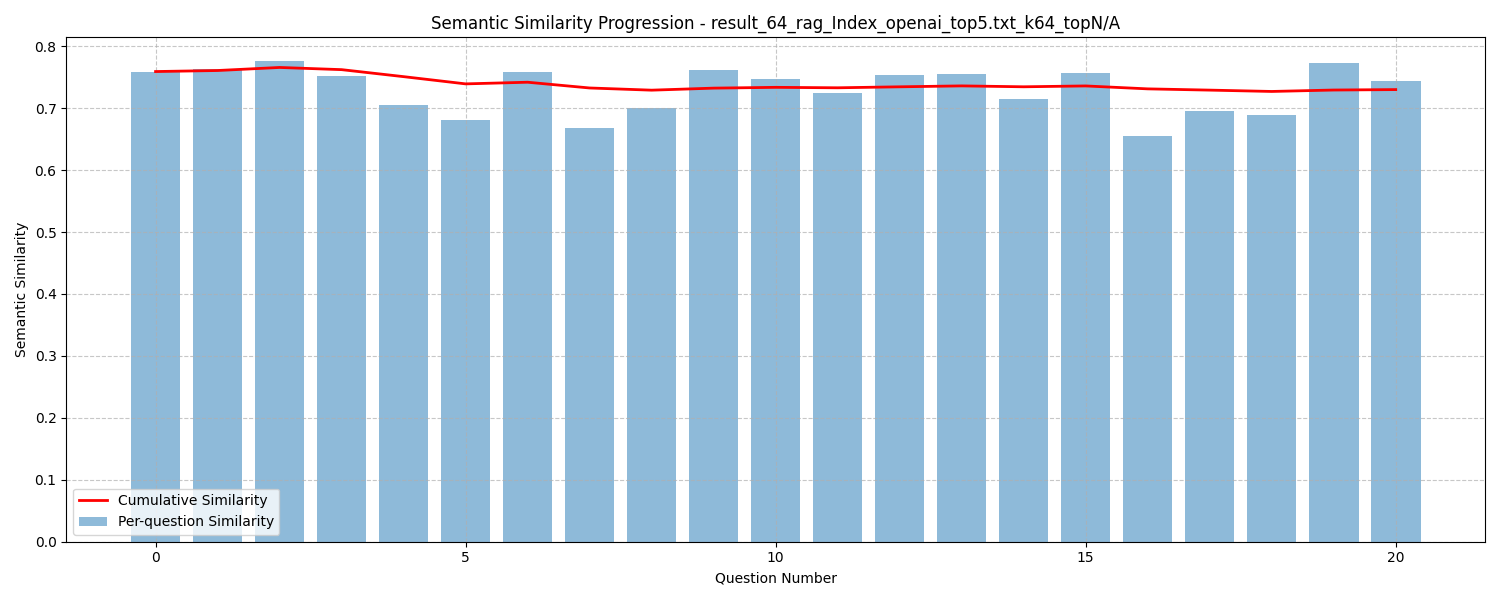 Semantic Similarity Progression - result_64_rag_Index_openai_top5.txt_k64_topN/A
0.8
0.7
0.6
0.5
0.4
0.3
0.2
0.1
0.0
Semantic Similarity
Cumulative Similarity
Per-question Similarity
0 5 10 15 20
Question Number